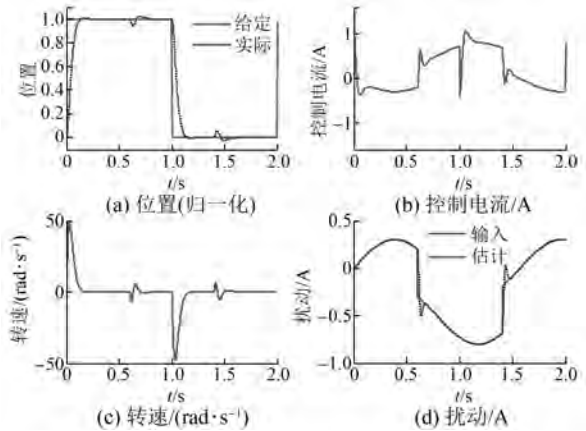 1.0
0.8
0.6
0.4
0.2
0
位置
给定
实际
0 0.5 1.0 1.5 2.0
t/s
(a) 位置(归一化)
1
0
−1
控制电流/A
0 0.5 1.0 1.5 2.0
t/s
(b) 控制电流/A
50
0
−50
转速/(rad·s⁻¹)
0 0.5 1.0 1.5 2.0
t/s
(c) 转速/(rad·s⁻¹)
0.5
0.0
−0.5
−1.0
扰动/A
输入
估计
0 0.5 1.0 1.5 2.0
t/s
(d) 扰动/A